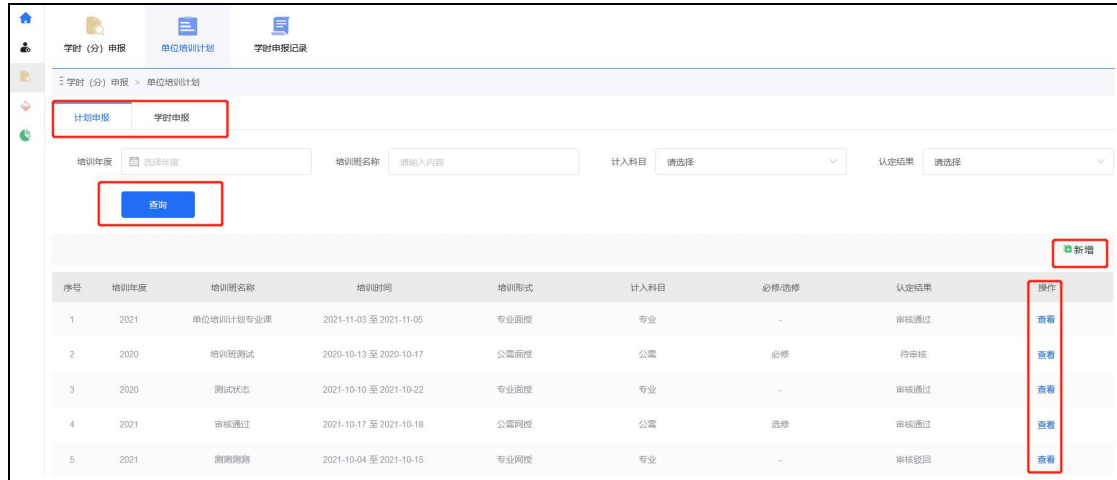 学时（分）申报 单位培训计划 学时申报记录
学时（分）申报 > 单位培训计划
计划申报 学时申报
培训年度 选择年度 培训班名称 请输入内容 计入科目 请选择 认定结果 请选择
查询
新增
序号 培训年度 培训班名称 培训时间 培训形式 计入科目 必修/选修 认定结果 操作
1 2021 单位培训计划专业课 2021-11-03 至 2021-11-05 专业面授 专业 - 审核通过 查看
2 2020 培训班测试 2020-10-13 至 2020-10-17 公需面授 公需 必修 待审核 查看
3 2020 测试状态 2021-10-10 至 2021-10-22 专业面授 专业 - 审核通过 查看
4 2021 审核通过 2021-10-17 至 2021-10-18 公需网授 公需 选修 审核通过 查看
5 2021 测测测测 2021-10-04 至 2021-10-15 专业网授 专业 - 审核驳回 查看